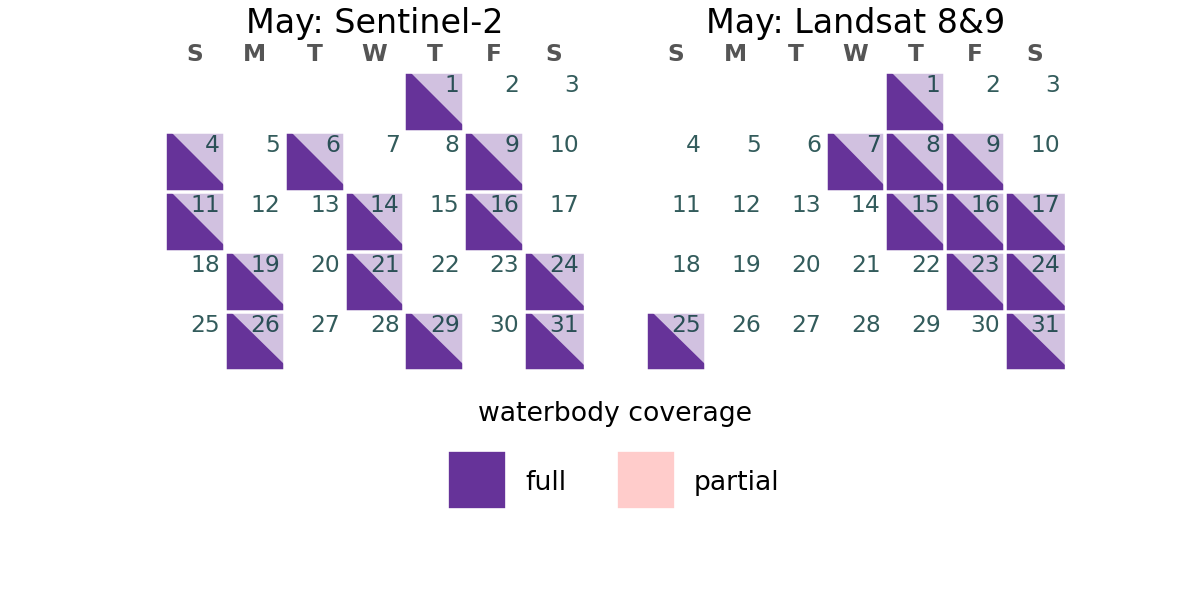 May: Sentinel-2
S M T W T F S
1 2 3
4 5 6 7 8 9 10
11 12 13 14 15 16 17
18 19 20 21 22 23 24
25 26 27 28 29 30 31
May: Landsat 8&9
S M T W T F S
1 2 3
4 5 6 7 8 9 10
11 12 13 14 15 16 17
18 19 20 21 22 23 24
25 26 27 28 29 30 31
waterbody coverage
full partial